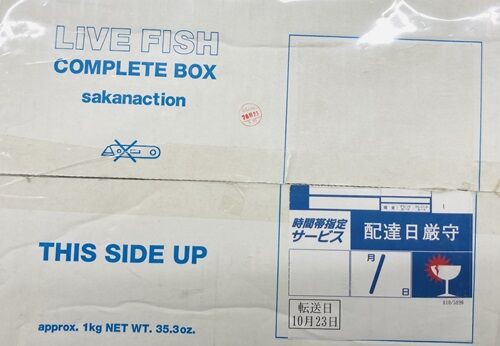 LIVE FISH
COMPLETE BOX
sakanaction
THIS SIDE UP
approx. 1kg NET WT. 35.3oz.
時間帯指定
サービス
配達日厳守
月
/
日
転送日
10月23日